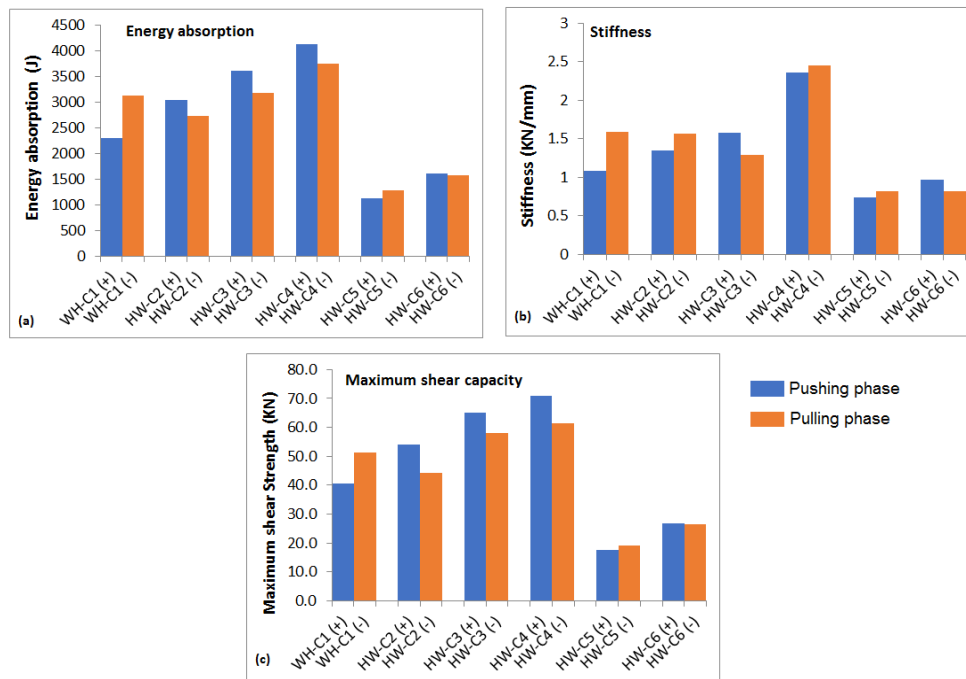 Energy absorption
Energy absorption (J)
4500
4000
3500
3000
2500
2000
1500
1000
500
0
WH-C1 (+)
WH-C1 (-)
HW-C2 (+)
HW-C2 (-)
HW-C3 (+)
HW-C3 (-)
HW-C4 (+)
HW-C4 (-)
HW-C5 (+)
HW-C5 (-)
HW-C6 (+)
HW-C6 (-)
(a)
Stiffness
Stiffness (KN/mm)
3
2.5
2
1.5
1
0.5
0
WH-C1 (+)
WH-C1 (-)
HW-C2 (+)
HW-C2 (-)
HW-C3 (+)
HW-C3 (-)
HW-C4 (+)
HW-C4 (-)
HW-C5 (+)
HW-C5 (-)
HW-C6 (+)
HW-C6 (-)
(b)
Maximum shear capacity
Maximum shear Strength (KN)
80.0
70.0
60.0
50.0
40.0
30.0
20.0
10.0
0.0
WH-C1 (+)
WH-C1 (-)
HW-C2 (+)
HW-C2 (-)
HW-C3 (+)
HW-C3 (-)
HW-C4 (+)
HW-C4 (-)
HW-C5 (+)
HW-C5 (-)
HW-C6 (+)
HW-C6 (-)
(c)
Pushing phase
Pulling phase